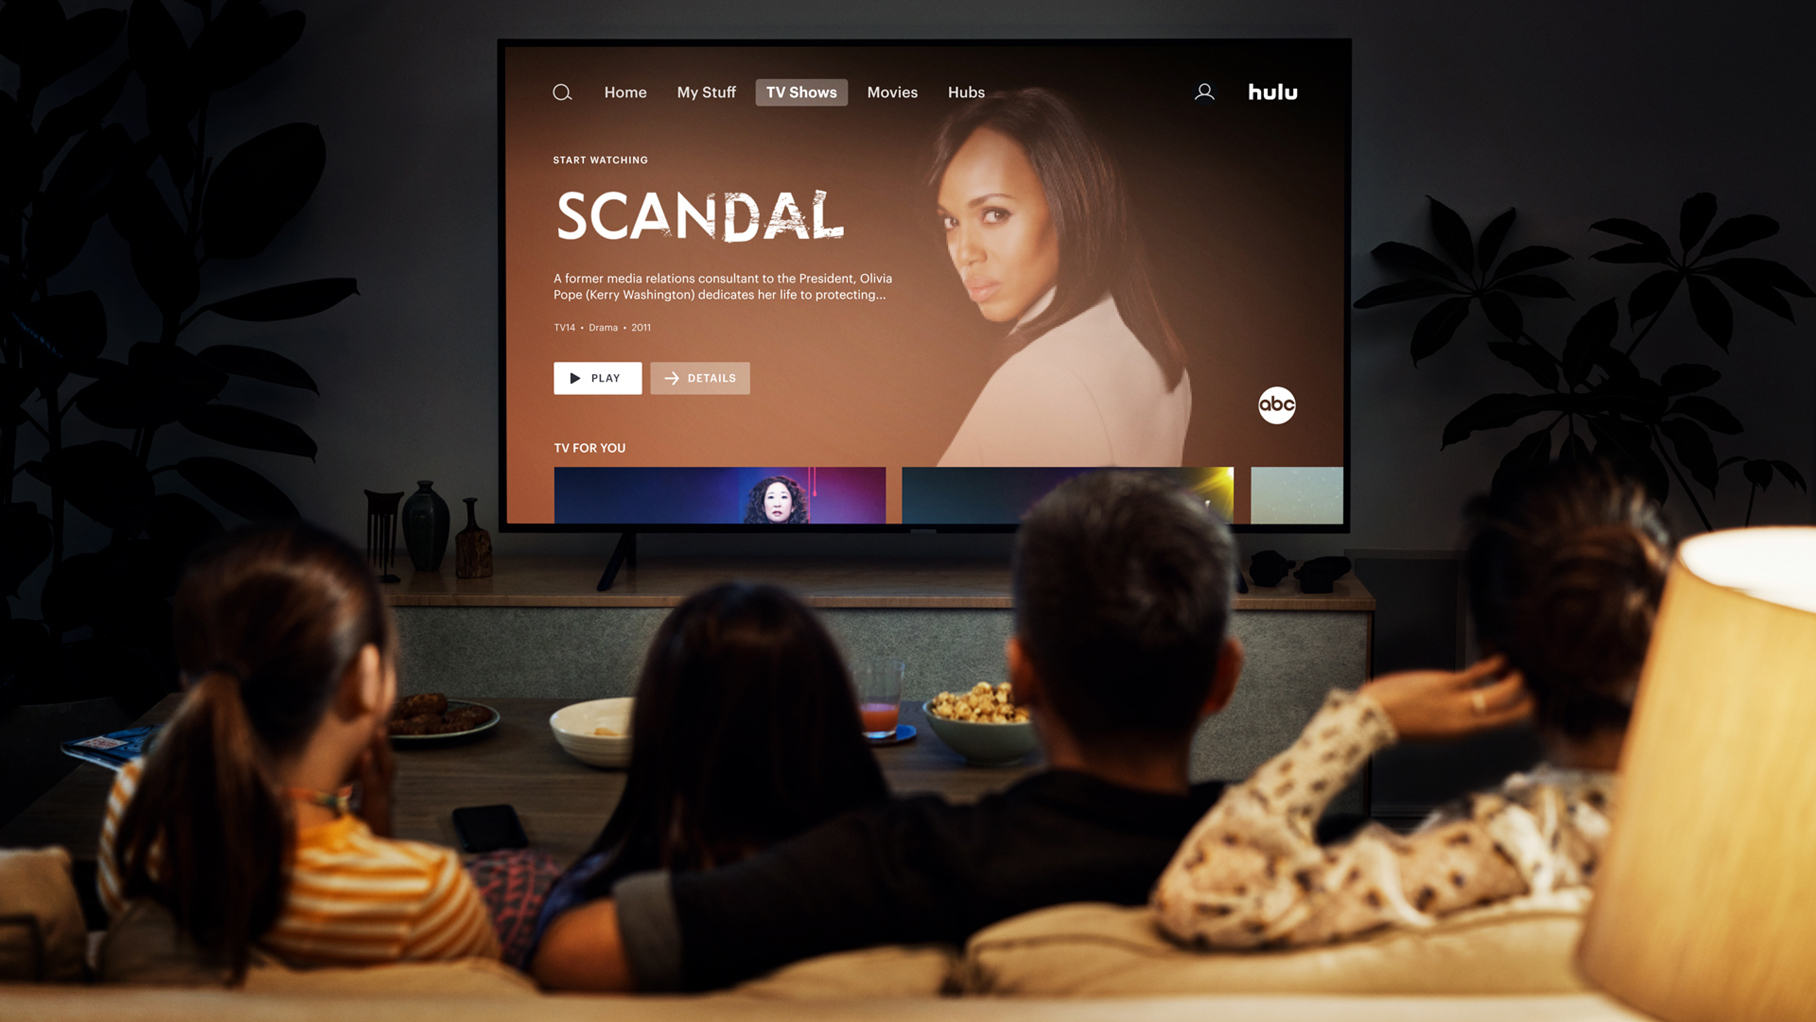 Home My Stuff TV Shows Movies Hubs hulu
START WATCHING
SCANDAL
A former media relations consultant to the President, Olivia
Pope (Kerry Washington) dedicates her life to protecting...
TV14 • Drama • 2011
PLAY DETAILS
abc
TV FOR YOU